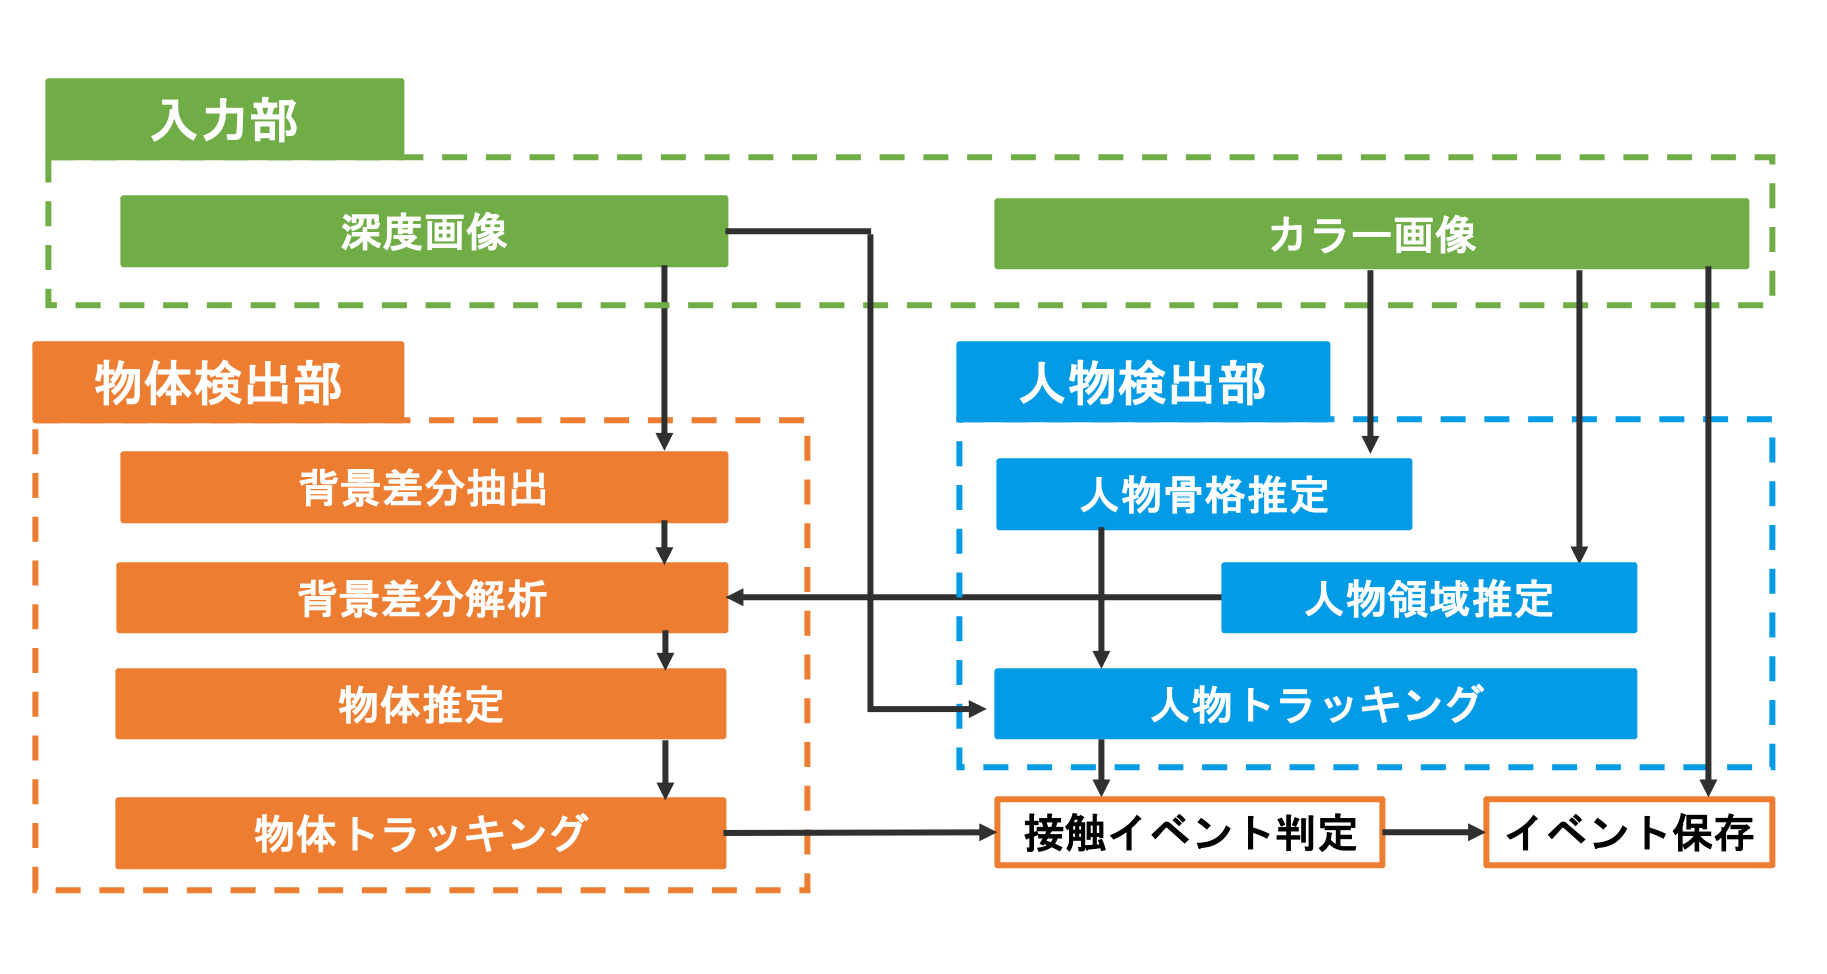 入力部
深度画像
カラー画像
物体検出部
人物検出部
背景差分抽出
人物骨格推定
背景差分解析
人物領域推定
物体推定
人物トラッキング
物体トラッキング
接触イベント判定
イベント保存